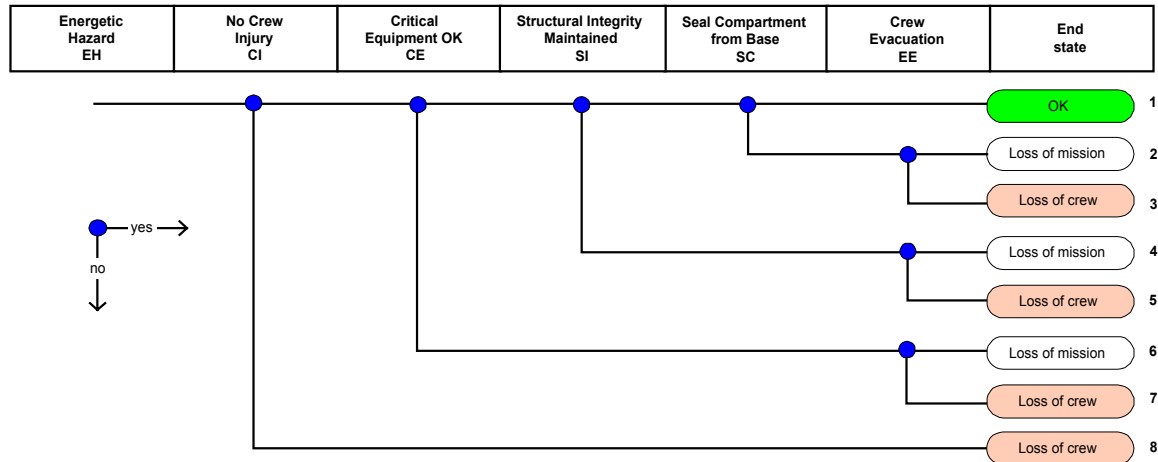 Energetic
Hazard
EH
No Crew
Injury
CI
Critical
Equipment OK
CE
Structural Integrity
Maintained
SI
Seal Compartment
from Base
SC
Crew
Evacuation
EE
End
state
OK 1
Loss of mission 2
Loss of crew 3
yes
no
Loss of mission 4
Loss of crew 5
Loss of mission 6
Loss of crew 7
Loss of crew 8